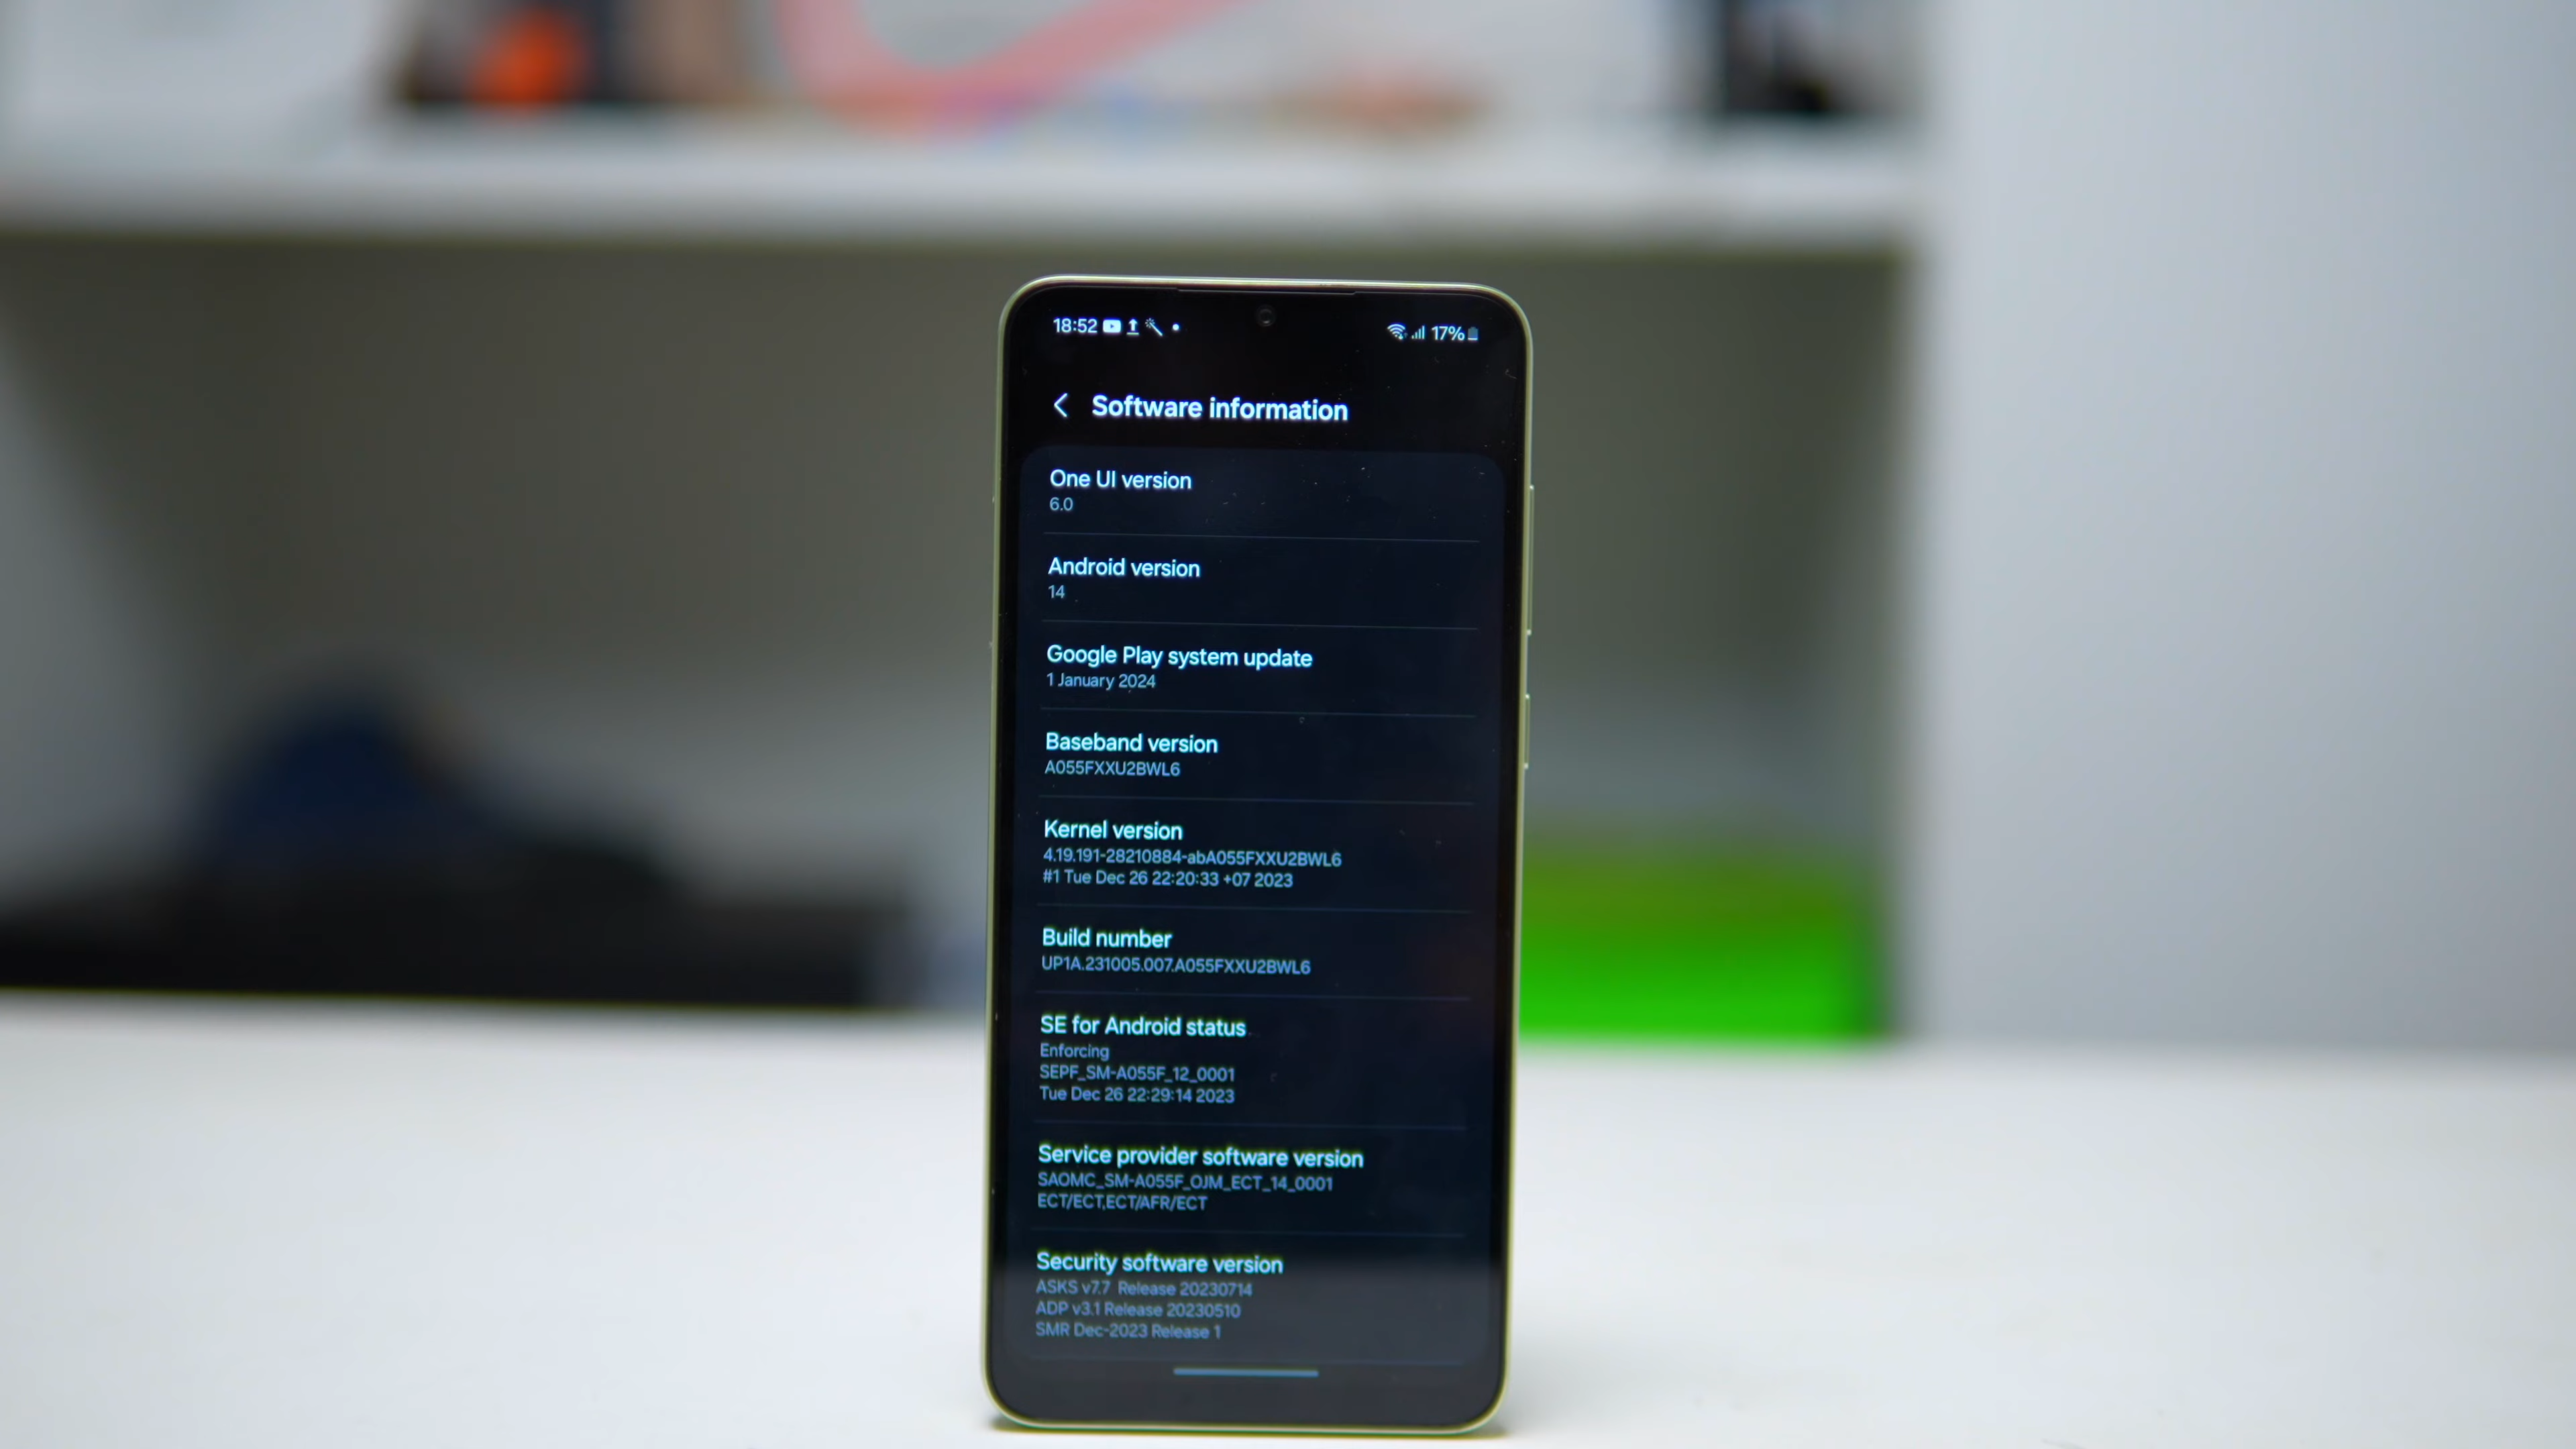 18:52
17%
Software information
One UI version
6.0
Android version
14
Google Play system update
1 January 2024
Baseband version
A055FXXU2BWL6
Kernel version
4.19.191-28210884-abA055FXXU2BWL6
#1 Tue Dec 26 22:20:33 +07 2023
Build number
UP1A.231005.007.A055FXXU2BWL6
SE for Android status
Enforcing
SEPF_SM-A055F_12_0001
Tue Dec 26 22:29:14 2023
Service provider software version
SAOMC_SM-A055F_OJM_ECT_14_0001
ECT/ECT,ECT/AFR/ECT
Security software version
ASKS v7.7 Release 20230714
ADP v3.1 Release 20230510
SMR Dec-2023 Release 1